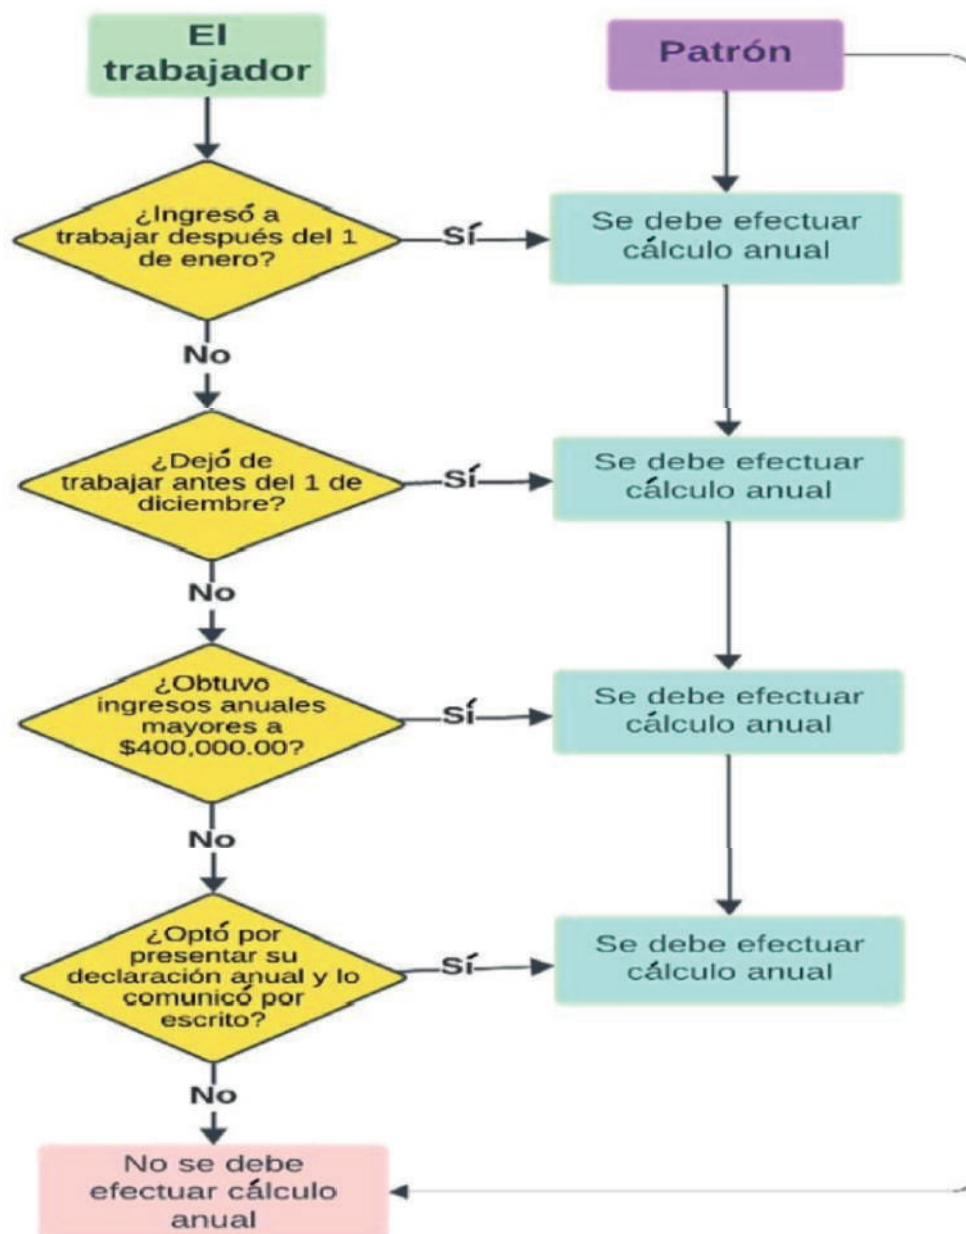 El
trabajador
Patrón
¿Ingresó a
trabajar después del 1
de enero?
Sí
Se debe efectuar
cálculo anual
No
¿Dejó de
trabajar antes del 1 de
diciembre?
Sí
Se debe efectuar
cálculo anual
No
¿Obtuvo
ingresos anuales
mayores a
$400,000.00?
Sí
Se debe efectuar
cálculo anual
No
¿Optó por
presentar su
declaración anual y lo
comunicó por
escrito?
Sí
Se debe efectuar
cálculo anual
No
No se debe
efectuar cálculo
anual